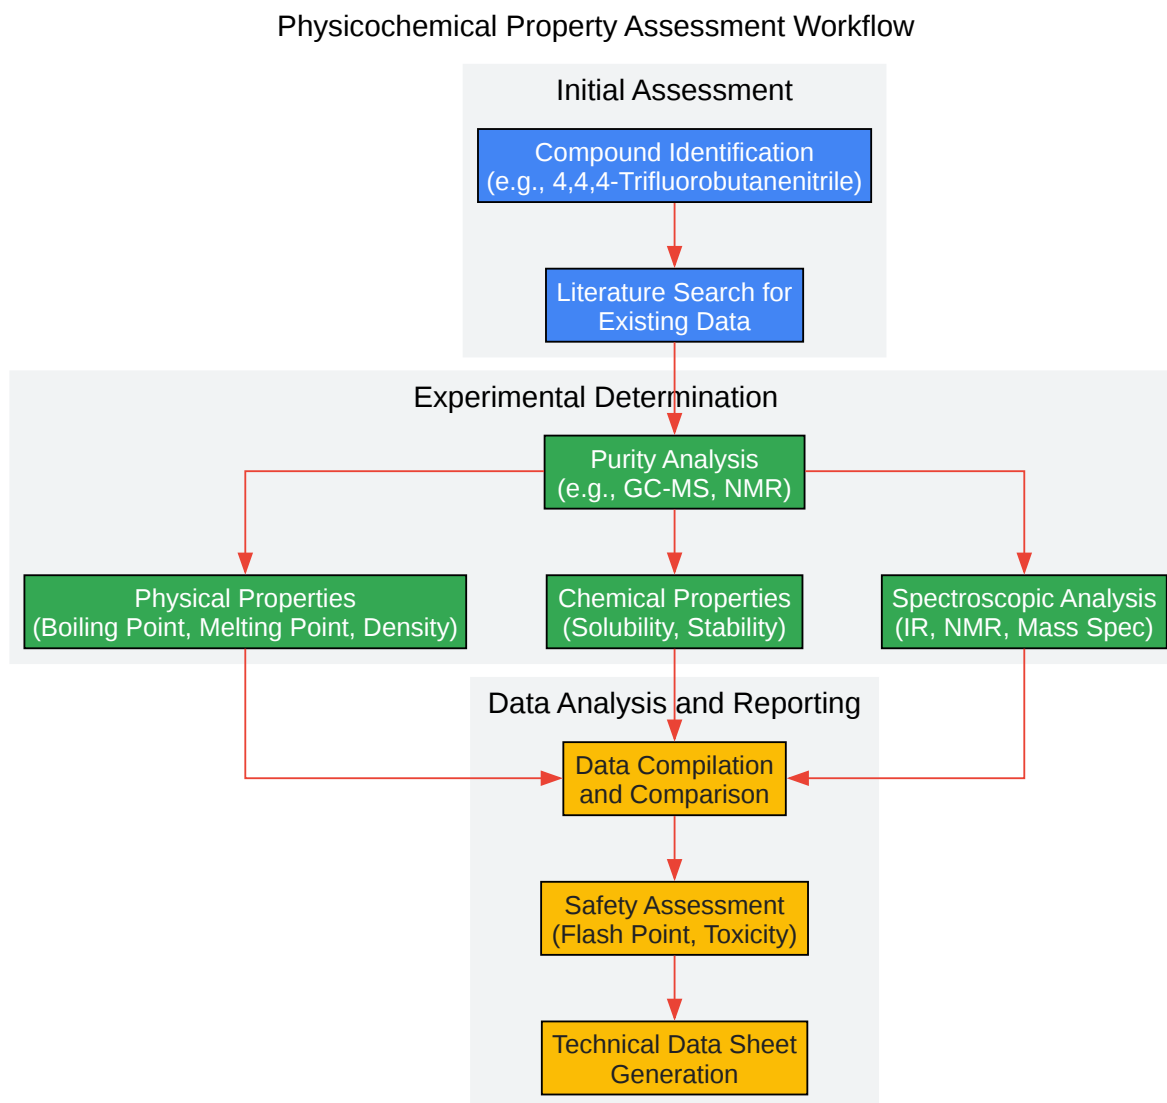 Physicochemical Property Assessment Workflow
Initial Assessment
Compound Identification
(e.g., 4,4,4-Trifluorobutanenitrile)
Literature Search for
Existing Data
Experimental Determination
Purity Analysis
(e.g., GC-MS, NMR)
Physical Properties
(Boiling Point, Melting Point, Density)
Chemical Properties
(Solubility, Stability)
Spectroscopic Analysis
(IR, NMR, Mass Spec)
Data Analysis and Reporting
Data Compilation
and Comparison
Safety Assessment
(Flash Point, Toxicity)
Technical Data Sheet
Generation